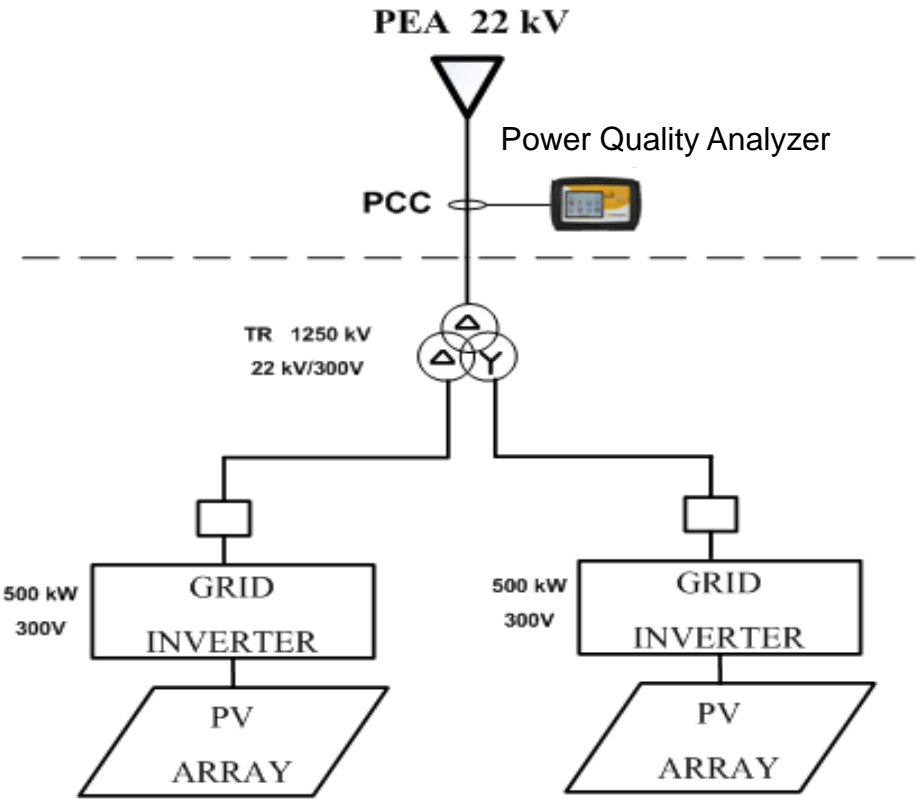 PEA 22 kV
Power Quality Analyzer
PCC
TR 1250 kV
22 kV/300V
500 kW
300V
GRID
INVERTER
500 kW
300V
GRID
INVERTER
PV
ARRAY
PV
ARRAY